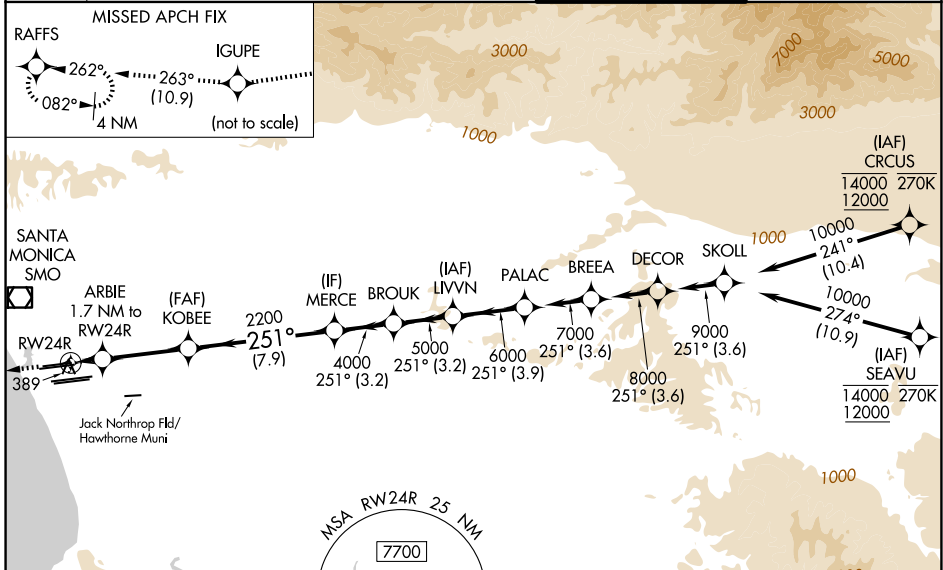 MISSED APCH FIX
RAFFS
IGUPE
262°
263°
(10.9)
082°
4 NM
(not to scale)
3000
7000
5000
3000
1000
(IAF)
CRCUS
14000 270K
12000
10000
241°
(10.4)
1000
SANTA
MONICA
SMO
ARBIE
1.7 NM to
RW24R
RW24R
389
(FAF)
KOBEE
2200
251°
(7.9)
(IF)
MERCE
BROUK
(IAF)
LIVVN
PALAC
BREEA
DECOR
SKOLL
4000
251° (3.2)
5000
251° (3.2)
6000
251° (3.9)
7000
251° (3.6)
8000
251° (3.6)
9000
251° (3.6)
10000
274°
(10.9)
(IAF)
SEAVU
14000 270K
12000
Jack Northrop Fld/
Hawthorne Muni
1000
MSA RW24R 25 NM
7700